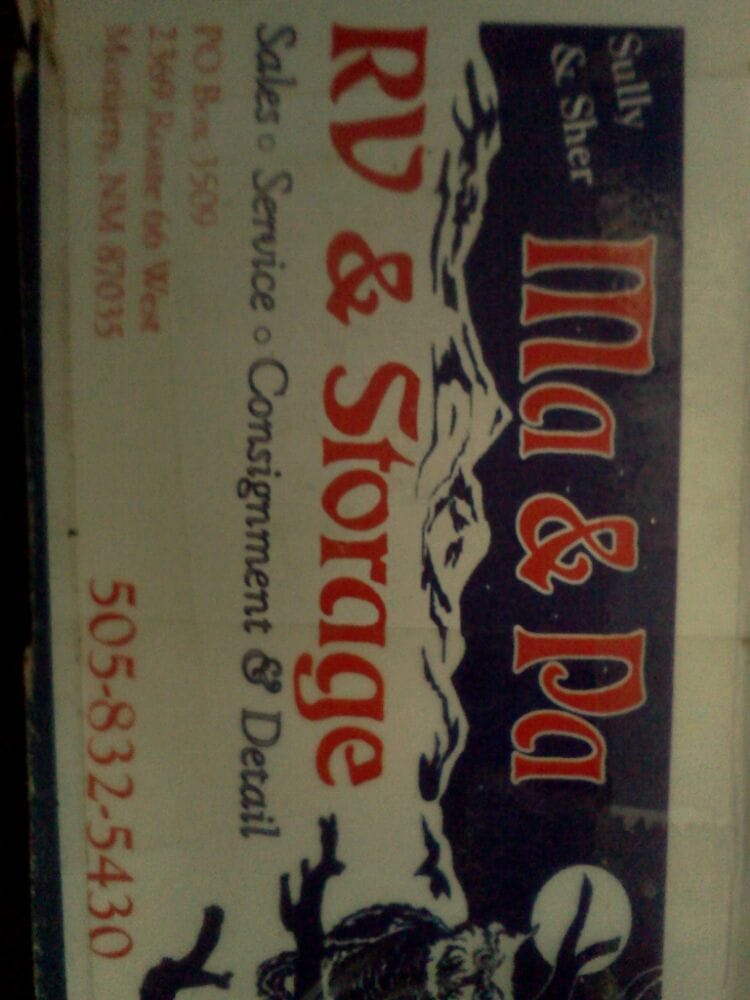 Sully
& Sher
Ma & Pa
RV & Storage
Sales o Service o Consignment & Detail
PO Box 3509
2369 Route 66 West
Moriarty, NM 87035
505-832-5430